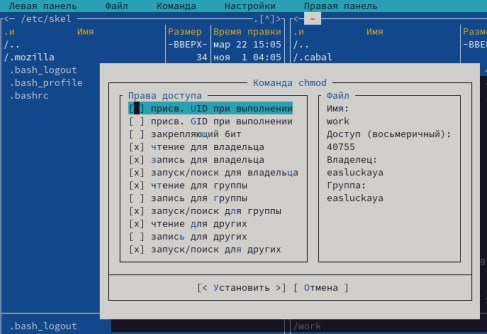 Левая панель Файл Команда Настройки Правая панель
<─ /etc/skel .[^]> <─ ~
.и Имя Размер Время правки .и Имя Разме
/.. -ВВЕРХ- мар 22 15:05 /.. -ВВЕ
/.mozilla 34 ноя 1 04:05 /.cabal
.bash_logout
.bash_profile
.bashrc
Команда chmod
Права доступа Файл
[ ] присв. UID при выполнении Имя:
[ ] присв. GID при выполнении work
[ ] закрепляющий бит Доступ (восьмеричный):
[x] чтение для владельца 40755
[x] запись для владельца Владелец:
[x] запуск/поиск для владельца easluckaya
[x] чтение для группы Группа:
[ ] запись для группы easluckaya
[x] запуск/поиск для группы
[x] чтение для других
[ ] запись для других
[x] запуск/поиск для других
[< Установить >] [ Отмена ]
.bash_logout /work